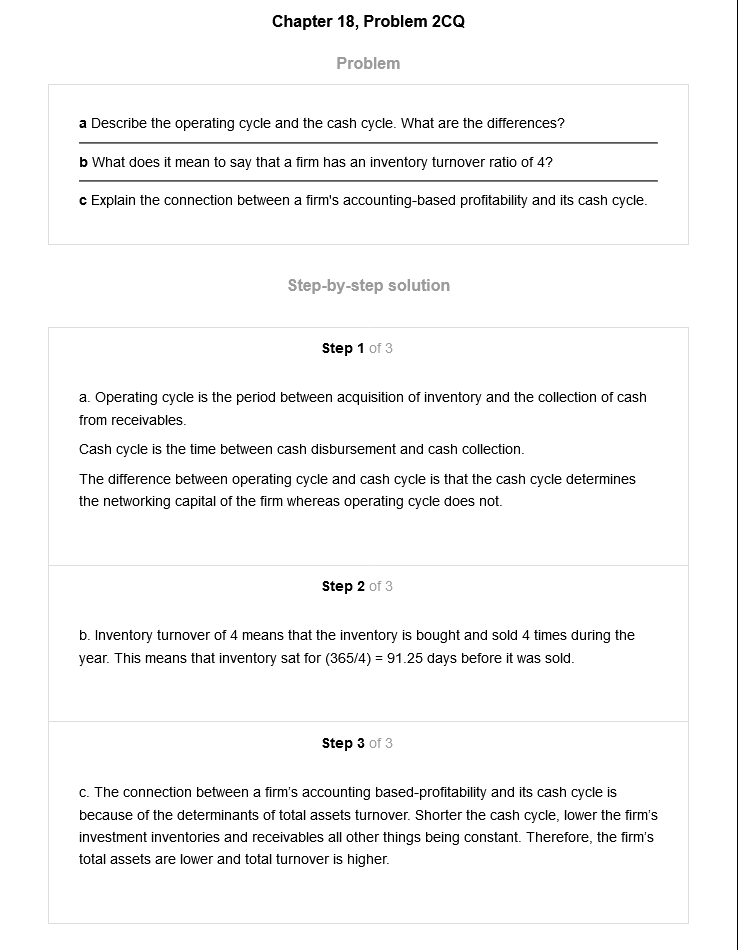 Chapter 18, Problem 2CQ
Problem
a Describe the operating cycle and the cash cycle. What are the differences?
b What does it mean to say that a firm has an inventory turnover ratio of 4?
c Explain the connection between a firm's accounting-based profitability and its cash cycle.
Step-by-step solution
Step 1 of 3
a. Operating cycle is the period between acquisition of inventory and the collection of cash
from receivables.
Cash cycle is the time between cash disbursement and cash collection.
The difference between operating cycle and cash cycle is that the cash cycle determines
the networking capital of the firm whereas operating cycle does not.
Step 2 of 3
b. Inventory turnover of 4 means that the inventory is bought and sold 4 times during the
year. This means that inventory sat for (365/4) = 91.25 days before it was sold.
Step 3 of 3
c. The connection between a firm's accounting based-profitability and its cash cycle is
because of the determinants of total assets turnover. Shorter the cash cycle, lower the firm's
investment inventories and receivables all other things being constant. Therefore, the firm's
total assets are lower and total turnover is higher.